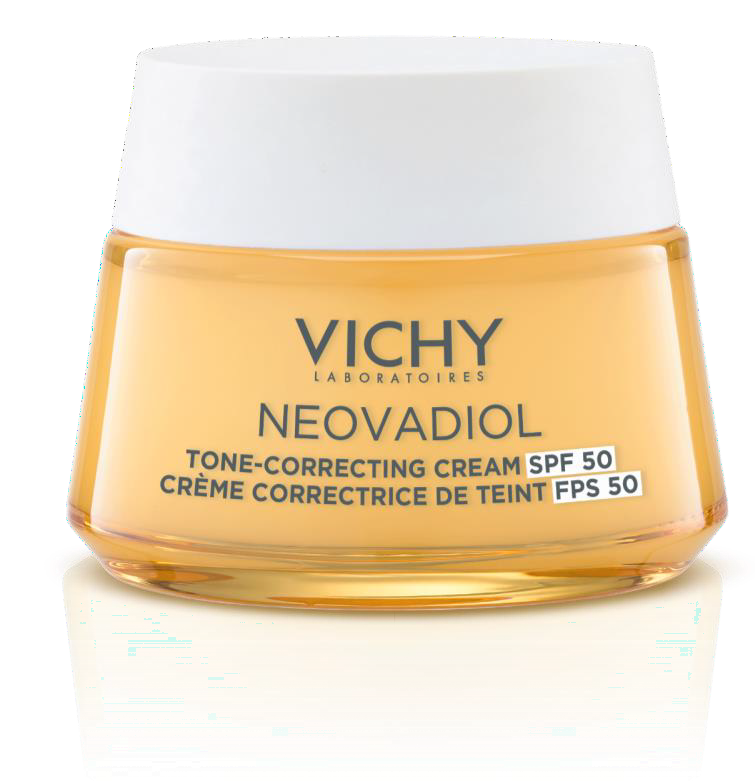 VICHY
LABORATOIRES
NEOVADIOL
TONE-CORRECTING CREAM SPF 50
CRÈME CORRECTRICE DE TEINT FPS 50